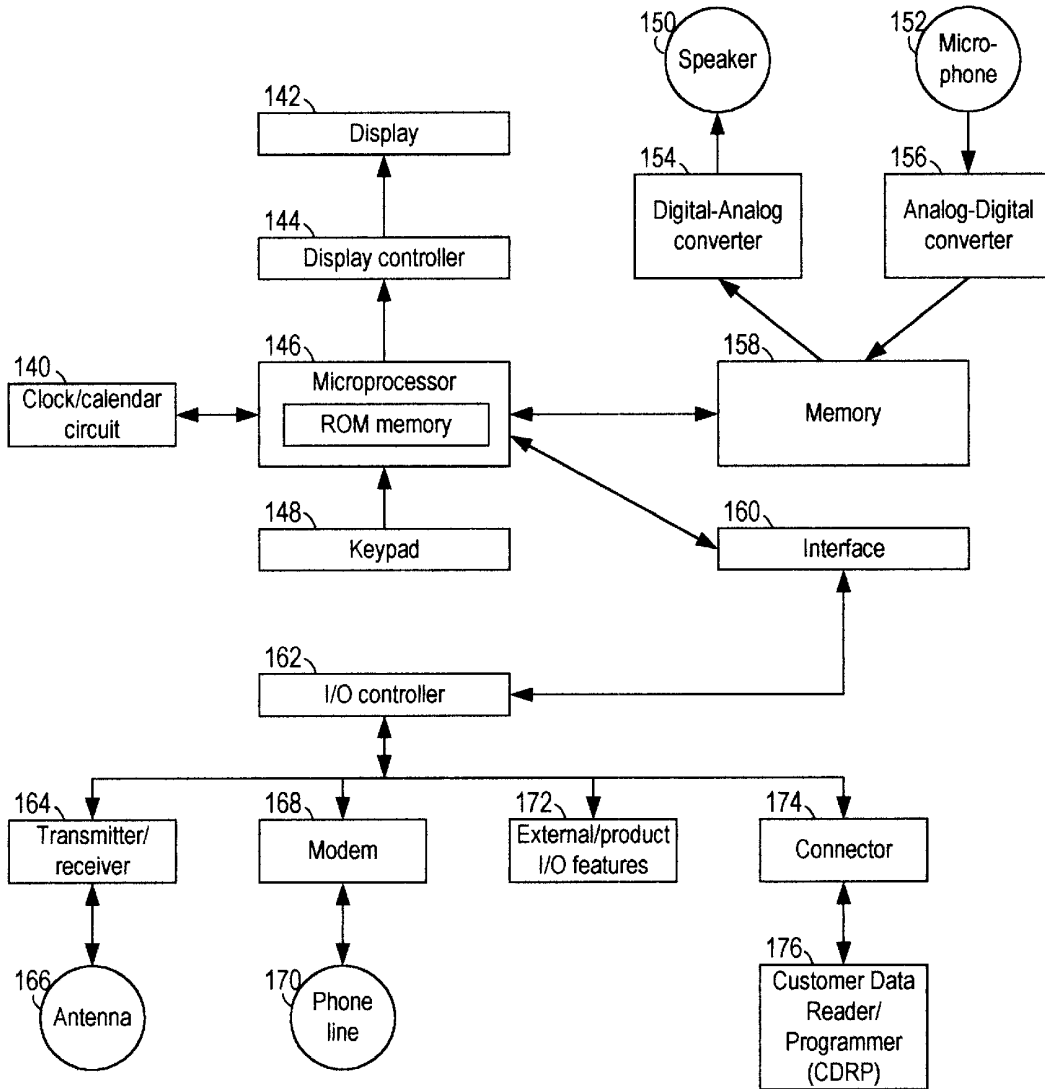 150
Speaker
152
Micro-
phone
142
Display
154
Digital-Analog
converter
156
Analog-Digital
converter
144
Display controller
146
Microprocessor
ROM memory
140
Clock/calendar
circuit
158
Memory
148
Keypad
160
Interface
162
I/O controller
164
Transmitter/
receiver
168
Modem
172
External/product
I/O features
174
Connector
166
Antenna
170
Phone
line
176
Customer Data
Reader/
Programmer
(CDRP)